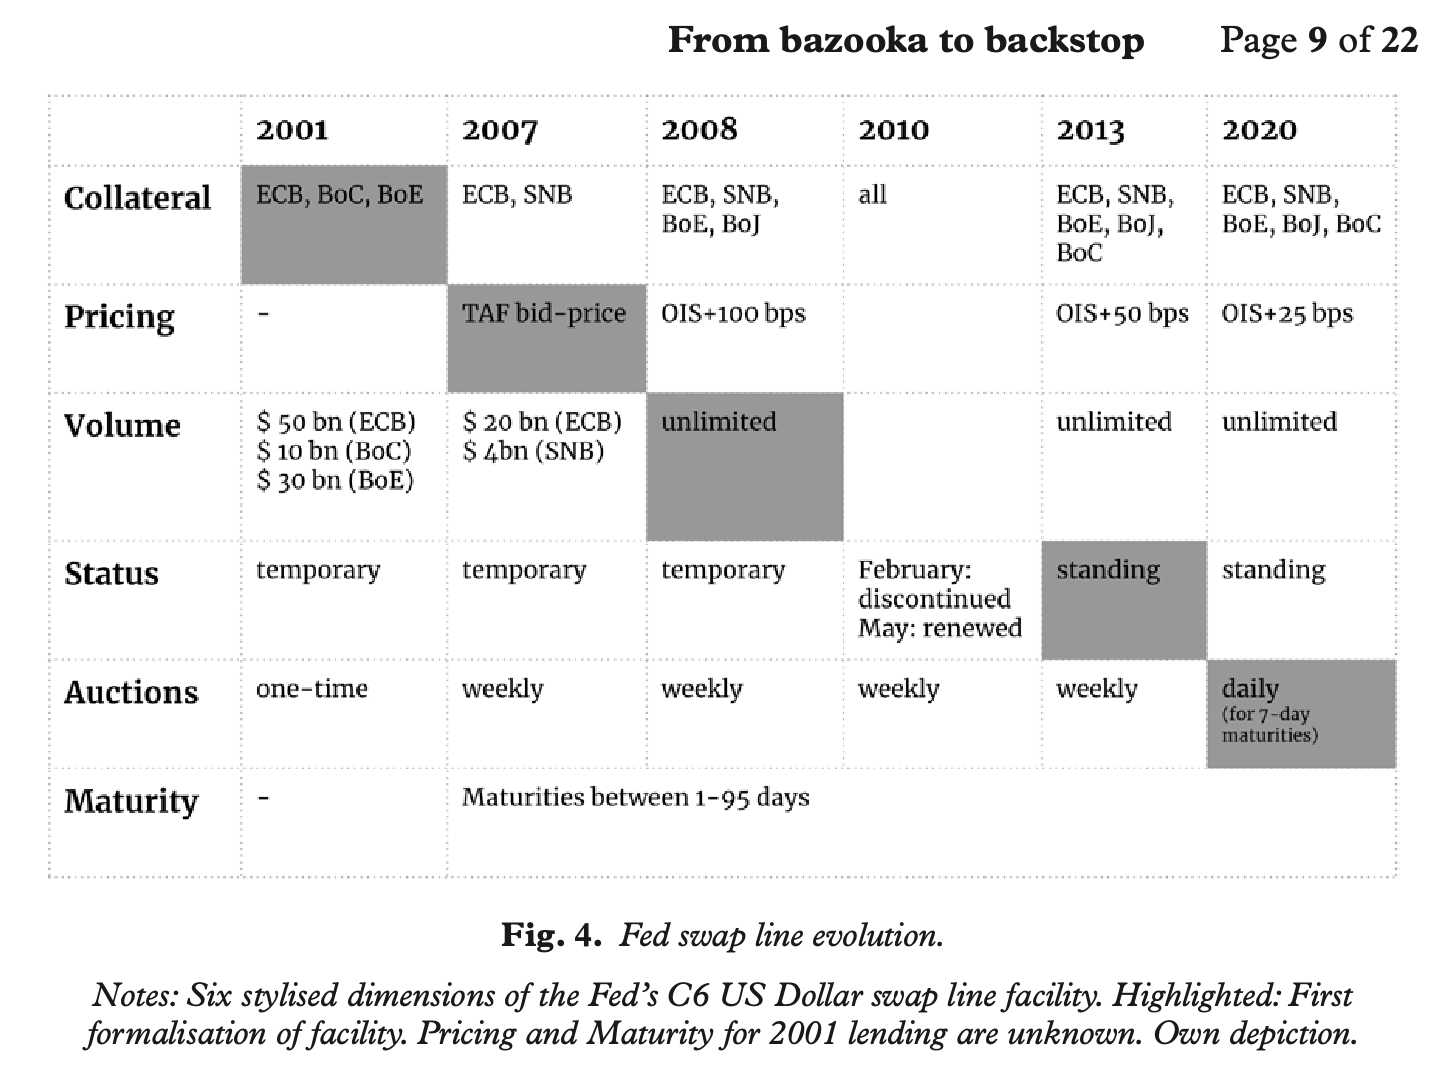 From bazooka to backstop Page 9 of 22
2001 2007 2008 2010 2013 2020
Collateral
ECB, BoC, BoE
ECB, SNB
ECB, SNB,
BoE, BoJ
all
ECB, SNB,
BoE, BoJ,
BoC
ECB, SNB,
BoE, BoJ, BoC
Pricing
-
TAF bid-price
OIS+100 bps
OIS+50 bps
OIS+25 bps
Volume
$ 50 bn (ECB)
$ 10 bn (BoC)
$ 30 bn (BoE)
$ 20 bn (ECB)
$ 4bn (SNB)
unlimited
unlimited
unlimited
Status
temporary
temporary
temporary
February:
discontinued
May: renewed
standing
standing
Auctions
one-time
weekly
weekly
weekly
weekly
daily
(for 7-day
maturities)
Maturity
-
Maturities between 1-95 days
Fig. 4. Fed swap line evolution.
Notes: Six stylised dimensions of the Fed's C6 US Dollar swap line facility. Highlighted: First
formalisation of facility. Pricing and Maturity for 2001 lending are unknown. Own depiction.